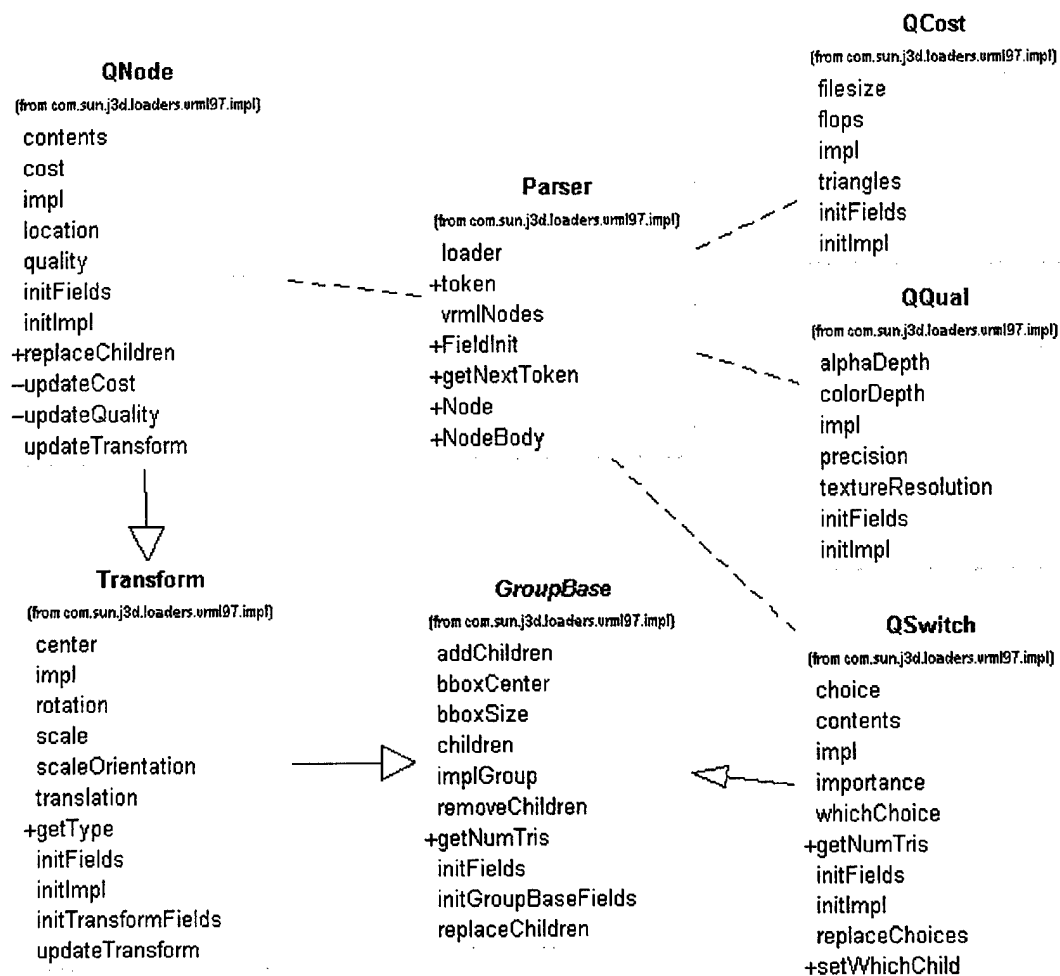 QNode
(from com.sun.j3d.loaders.vrml97.impl)
contents
cost
impl
location
quality
initFields
initImpl
+replaceChildren
–updateCost
–updateQuality
updateTransform
Parser
(from com.sun.j3d.loaders.vrml97.impl)
loader
+token
vrmlNodes
+FieldInit
+getNextToken
+Node
+NodeBody
QCost
(from com.sun.j3d.loaders.vrml97.impl)
filesize
flops
impl
triangles
initFields
initImpl
QQual
(from com.sun.j3d.loaders.vrml97.impl)
alphaDepth
colorDepth
impl
precision
textureResolution
initFields
initImpl
Transform
(from com.sun.j3d.loaders.vrml97.impl)
center
impl
rotation
scale
scaleOrientation
translation
+getType
initFields
initImpl
initTransformFields
updateTransform
GroupBase
(from com.sun.j3d.loaders.vrml97.impl)
addChildren
bboxCenter
bboxSize
children
implGroup
removeChildren
+getNumTris
initFields
initGroupBaseFields
replaceChildren
QSwitch
(from com.sun.j3d.loaders.vrml97.impl)
choice
contents
impl
importance
whichChoice
+getNumTris
initFields
initImpl
replaceChoices
+setWhichChild